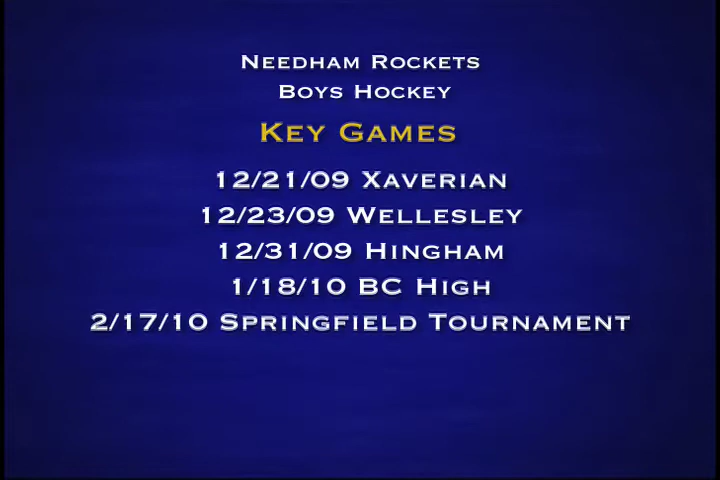 Needham Rockets
Boys Hockey
Key Games
12/21/09 Xaverian
12/23/09 Wellesley
12/31/09 Hingham
1/18/10 BC High
2/17/10 Springfield Tournament